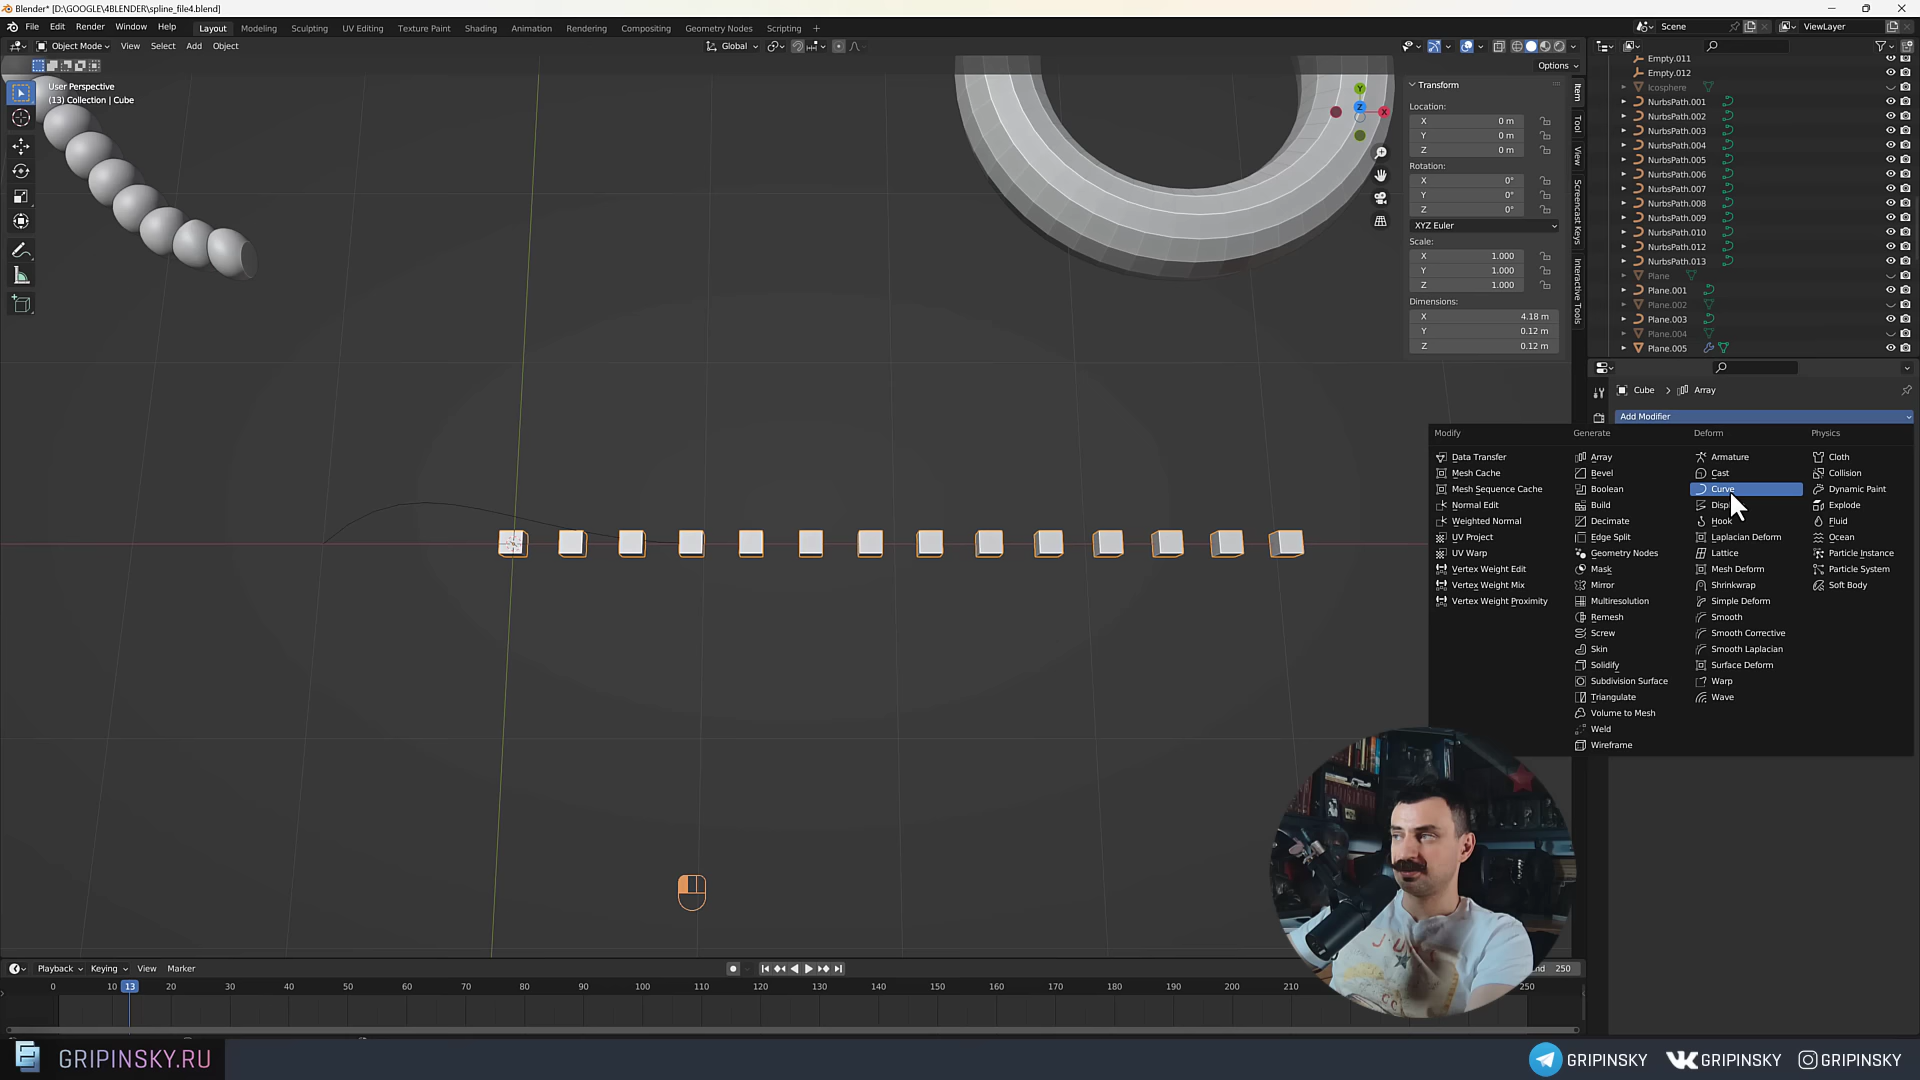 Blender* [D:\GOOGLE\4BLENDER\spline_file4.blend]
File Edit Render Window Help
Layout Modeling Sculpting UV Editing Texture Paint Shading Animation Rendering Compositing Geometry Nodes Scripting +
Scene
ViewLayer
Object Mode View Select Add Object
Global
Options
User Perspective
(13) Collection | Cube
Transform
Location:
X 0 m
Y 0 m
Z 0 m
Rotation:
X 0°
Y 0°
Z 0°
XYZ Euler
Scale:
X 1.000
Y 1.000
Z 1.000
Dimensions:
X 4.18 m
Y 0.12 m
Z 0.12 m
Y
Z
X
Item
Tool
View
Screencast Keys
Interactive Tools
Empty.011
Empty.012
Icosphere
NurbsPath.001
NurbsPath.002
NurbsPath.003
NurbsPath.004
NurbsPath.005
NurbsPath.006
NurbsPath.007
NurbsPath.008
NurbsPath.009
NurbsPath.010
NurbsPath.012
NurbsPath.013
Plane
Plane.001
Plane.002
Plane.003
Plane.004
Plane.005
Cube > Array
Add Modifier
Modify
Data Transfer
Mesh Cache
Mesh Sequence Cache
Normal Edit
Weighted Normal
UV Project
UV Warp
Vertex Weight Edit
Vertex Weight Mix
Vertex Weight Proximity
Generate
Array
Bevel
Boolean
Build
Decimate
Edge Split
Geometry Nodes
Mask
Mirror
Multiresolution
Remesh
Screw
Skin
Solidify
Subdivision Surface
Triangulate
Volume to Mesh
Weld
Wireframe
Deform
Armature
Cast
Curve
Disp
Hook
Laplacian Deform
Lattice
Mesh Deform
Shrinkwrap
Simple Deform
Smooth
Smooth Corrective
Smooth Laplacian
Surface Deform
Warp
Wave
Physics
Cloth
Collision
Dynamic Paint
Explode
Fluid
Ocean
Particle Instance
Particle System
Soft Body
Playback Keying View Marker
250
0 10 13 20 30 40 50 60 70 80 90 100 110 120 130 140 150 160 170 180 190 200 210 250
GRIPINSKY.RU
GRIPINSKY GRIPINSKY GRIPINSKY